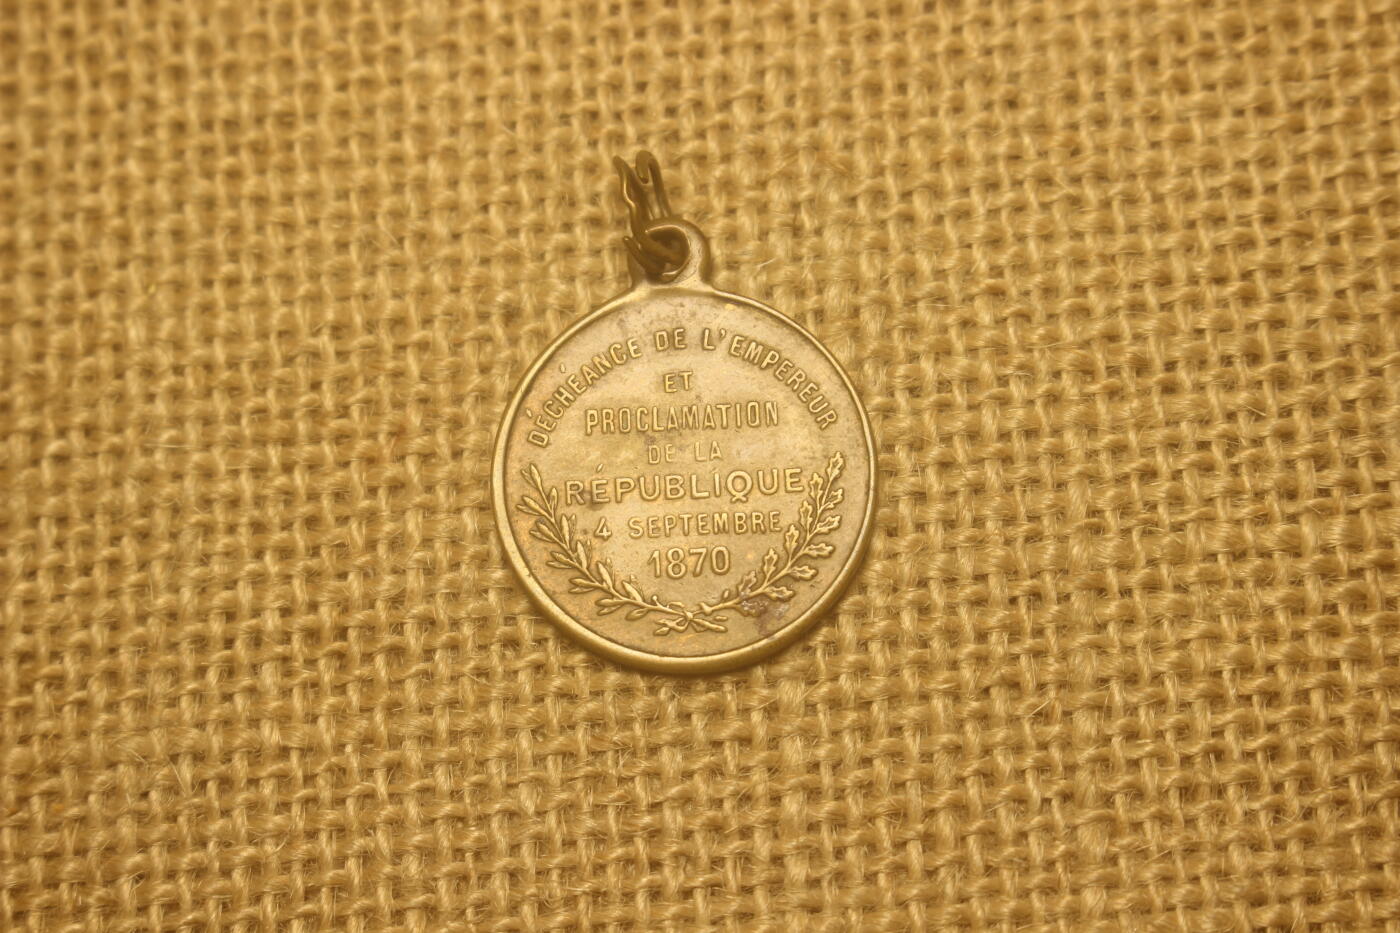 DÉCHÉANCE DE L'EMPEREUR
ET
PROCLAMATION
DE LA
RÉPUBLIQUE
4 SEPTEMBRE
1870